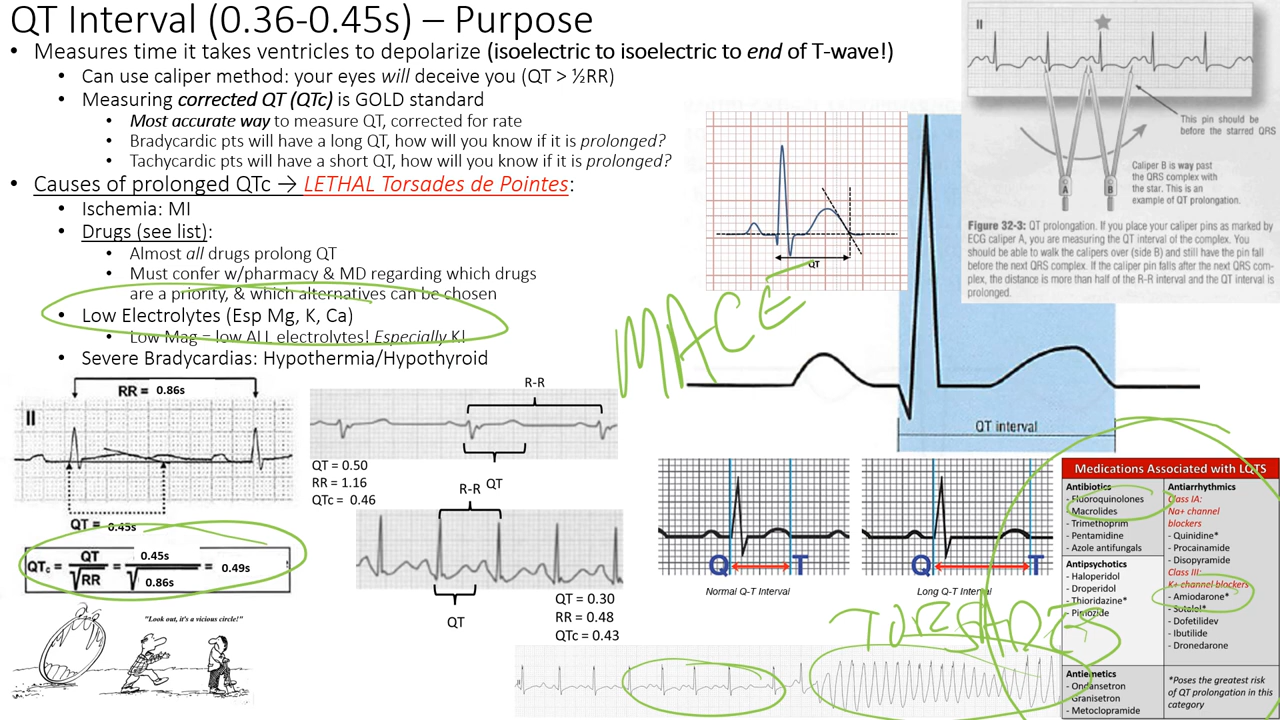 QT Interval (0.36-0.45s) – Purpose
• Measures time it takes ventricles to depolarize (isoelectric to isoelectric to end of T-wave!)
• Can use caliper method: your eyes will deceive you (QT > ½RR)
• Measuring corrected QT (QTc) is GOLD standard
• Most accurate way to measure QT, corrected for rate
• Bradycardic pts will have a long QT, how will you know if it is prolonged?
• Tachycardic pts will have a short QT, how will you know if it is prolonged?
• Causes of prolonged QTc → LETHAL Torsades de Pointes:
• Ischemia: MI
• Drugs (see list):
• Almost all drugs prolong QT
• Must confer w/pharmacy & MD regarding which drugs
are a priority, & which alternatives can be chosen
• Low Electrolytes (Esp Mg, K, Ca)
• Low Mag = low ALL electrolytes! Especially K!
• Severe Bradycardias: Hypothermia/Hypothyroid
II
This pin should be
before the starred QRS
Caliper B is way past
the QRS complex with
the star. This is an
example of QT prolongation.
A
B
Figure 32-3: QT prolongation. If you place your caliper pins as marked by
ECG caliper A, you are measuring the QT interval of the complex. You
should be able to walk the calipers over (side B) and still have the pin fall
before the next QRS complex. If the caliper pin falls after the next QRS com-
plex, the distance is more than half of the R-R interval and the QT interval is
prolonged.
QT
MACE
QT interval
RR = 0.86s
II
QT = 0.45s
QTc = QT / √RR = 0.45s / √0.86s = 0.49s
R-R
QT
QT = 0.50
RR = 1.16
QTc = 0.46
R-R
QT
QT = 0.30
RR = 0.48
QTc = 0.43
"Look out, it's a vicious circle!"
Q T
Normal Q-T Interval
Q T
Long Q-T Interval
TORSADES
II
Medications Associated with LQTS
Antibiotics
- Fluoroquinolones
- Macrolides
- Trimethoprim
- Pentamidine
- Azole antifungals
Antipsychotics
- Haloperidol
- Droperidol
- Thioridazine*
- Pimozide
Antiemetics
- Ondansetron
- Granisetron
- Metoclopramide
Antiarrhythmics
Class IA:
Na+ channel
blockers
- Quinidine*
- Procainamide
- Disopyramide
Class III:
K+ channel blockers
- Amiodarone*
- Sotalol*
- Dofetilidev
- Ibutilide
- Dronedarone
*Poses the greatest risk
of QT prolongation in this
category